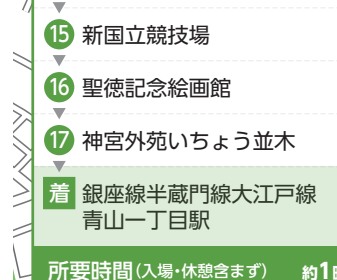 15 新国立競技場
16 聖徳記念絵画館
17 神宮外苑いちょう並木
着 銀座線半蔵門線大江戸線
青山一丁目駅
所要時間(入場・休憩含まず) 約1